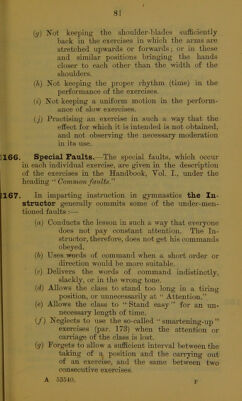 81
(g) Not keeping the shoulder-blades sufficiently
back in the exercises in which the arms are
stretched upwards or forwards; or in these
and similar positions bringing the hands
closer to each other than the width of the
shoulders.
(h) Not keeping the proper rhythm (time) in the
performance of the exercises.
(i) Not keeping a uniform motion in the perform-
ance of slow exercises.
(j) Practising an exercise in such a way that the
effect for which it is intended is not obtained,
and not observing the necessary moderation
in its use.
166. Special Faults.—The special faults, which occur
in each individual exercise, are given in the description
of the exercises in the Handbook, Vol. I., under the
heading "Common faults."
167. In imparting instruction in gymnastics the In-
structor generally commits some of the under-men-
tioned faults :—
(a) Conducts the lesson in such a way that everyone
does not pay constant attention. The In-
structor, therefore, does not get his commands
obeyed.
(b) Uses words of command when a short order or
direction would be more suitable.
(c) Delivers the words of command indistinctly,
slackly, or in the wrong tone.
(d) Allows the class to stand too long in a tiring
position, or unnecessarily at "Attention."
(e) Allows the class to "Stand easy" for an un-
necessary length of time.
(f) Neglects to use the so-called "smartening-up"
exercises (par. 173) when the attention or
carriage of the class is lost.
(g) Forgets to allow a sufficient interval between the
taking of a position and the carrying out
of an exercise, and the same between two
consecutive exercises.
A 53540. F